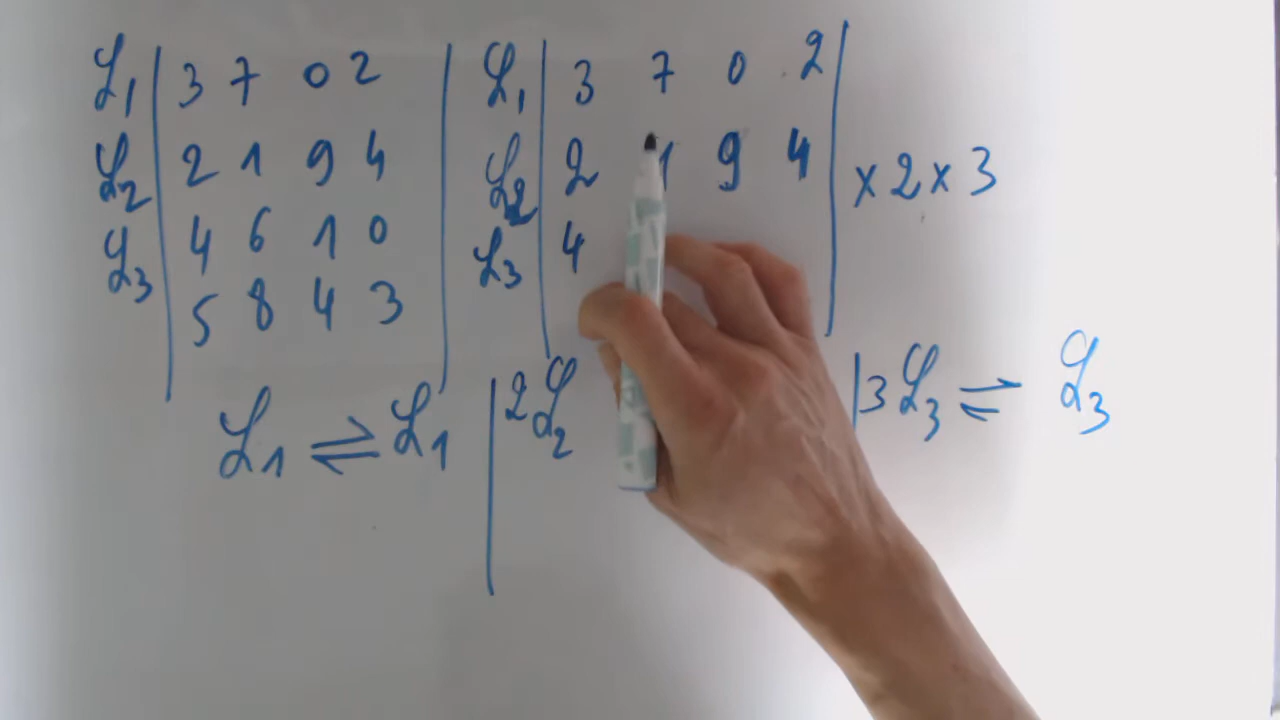 L₁ | 3 7 0 2 |
L₂ | 2 1 9 4 |
L₃ | 4 6 1 0 |
| 5 8 4 3 |
L₁ | 3 7 0 2 |
L₂ | 2 1 9 4 | x 2 x 3
L₃ | 4
L₁ ⇌ L₁ | 2L₂ | 3L₃ ⇌ L₃